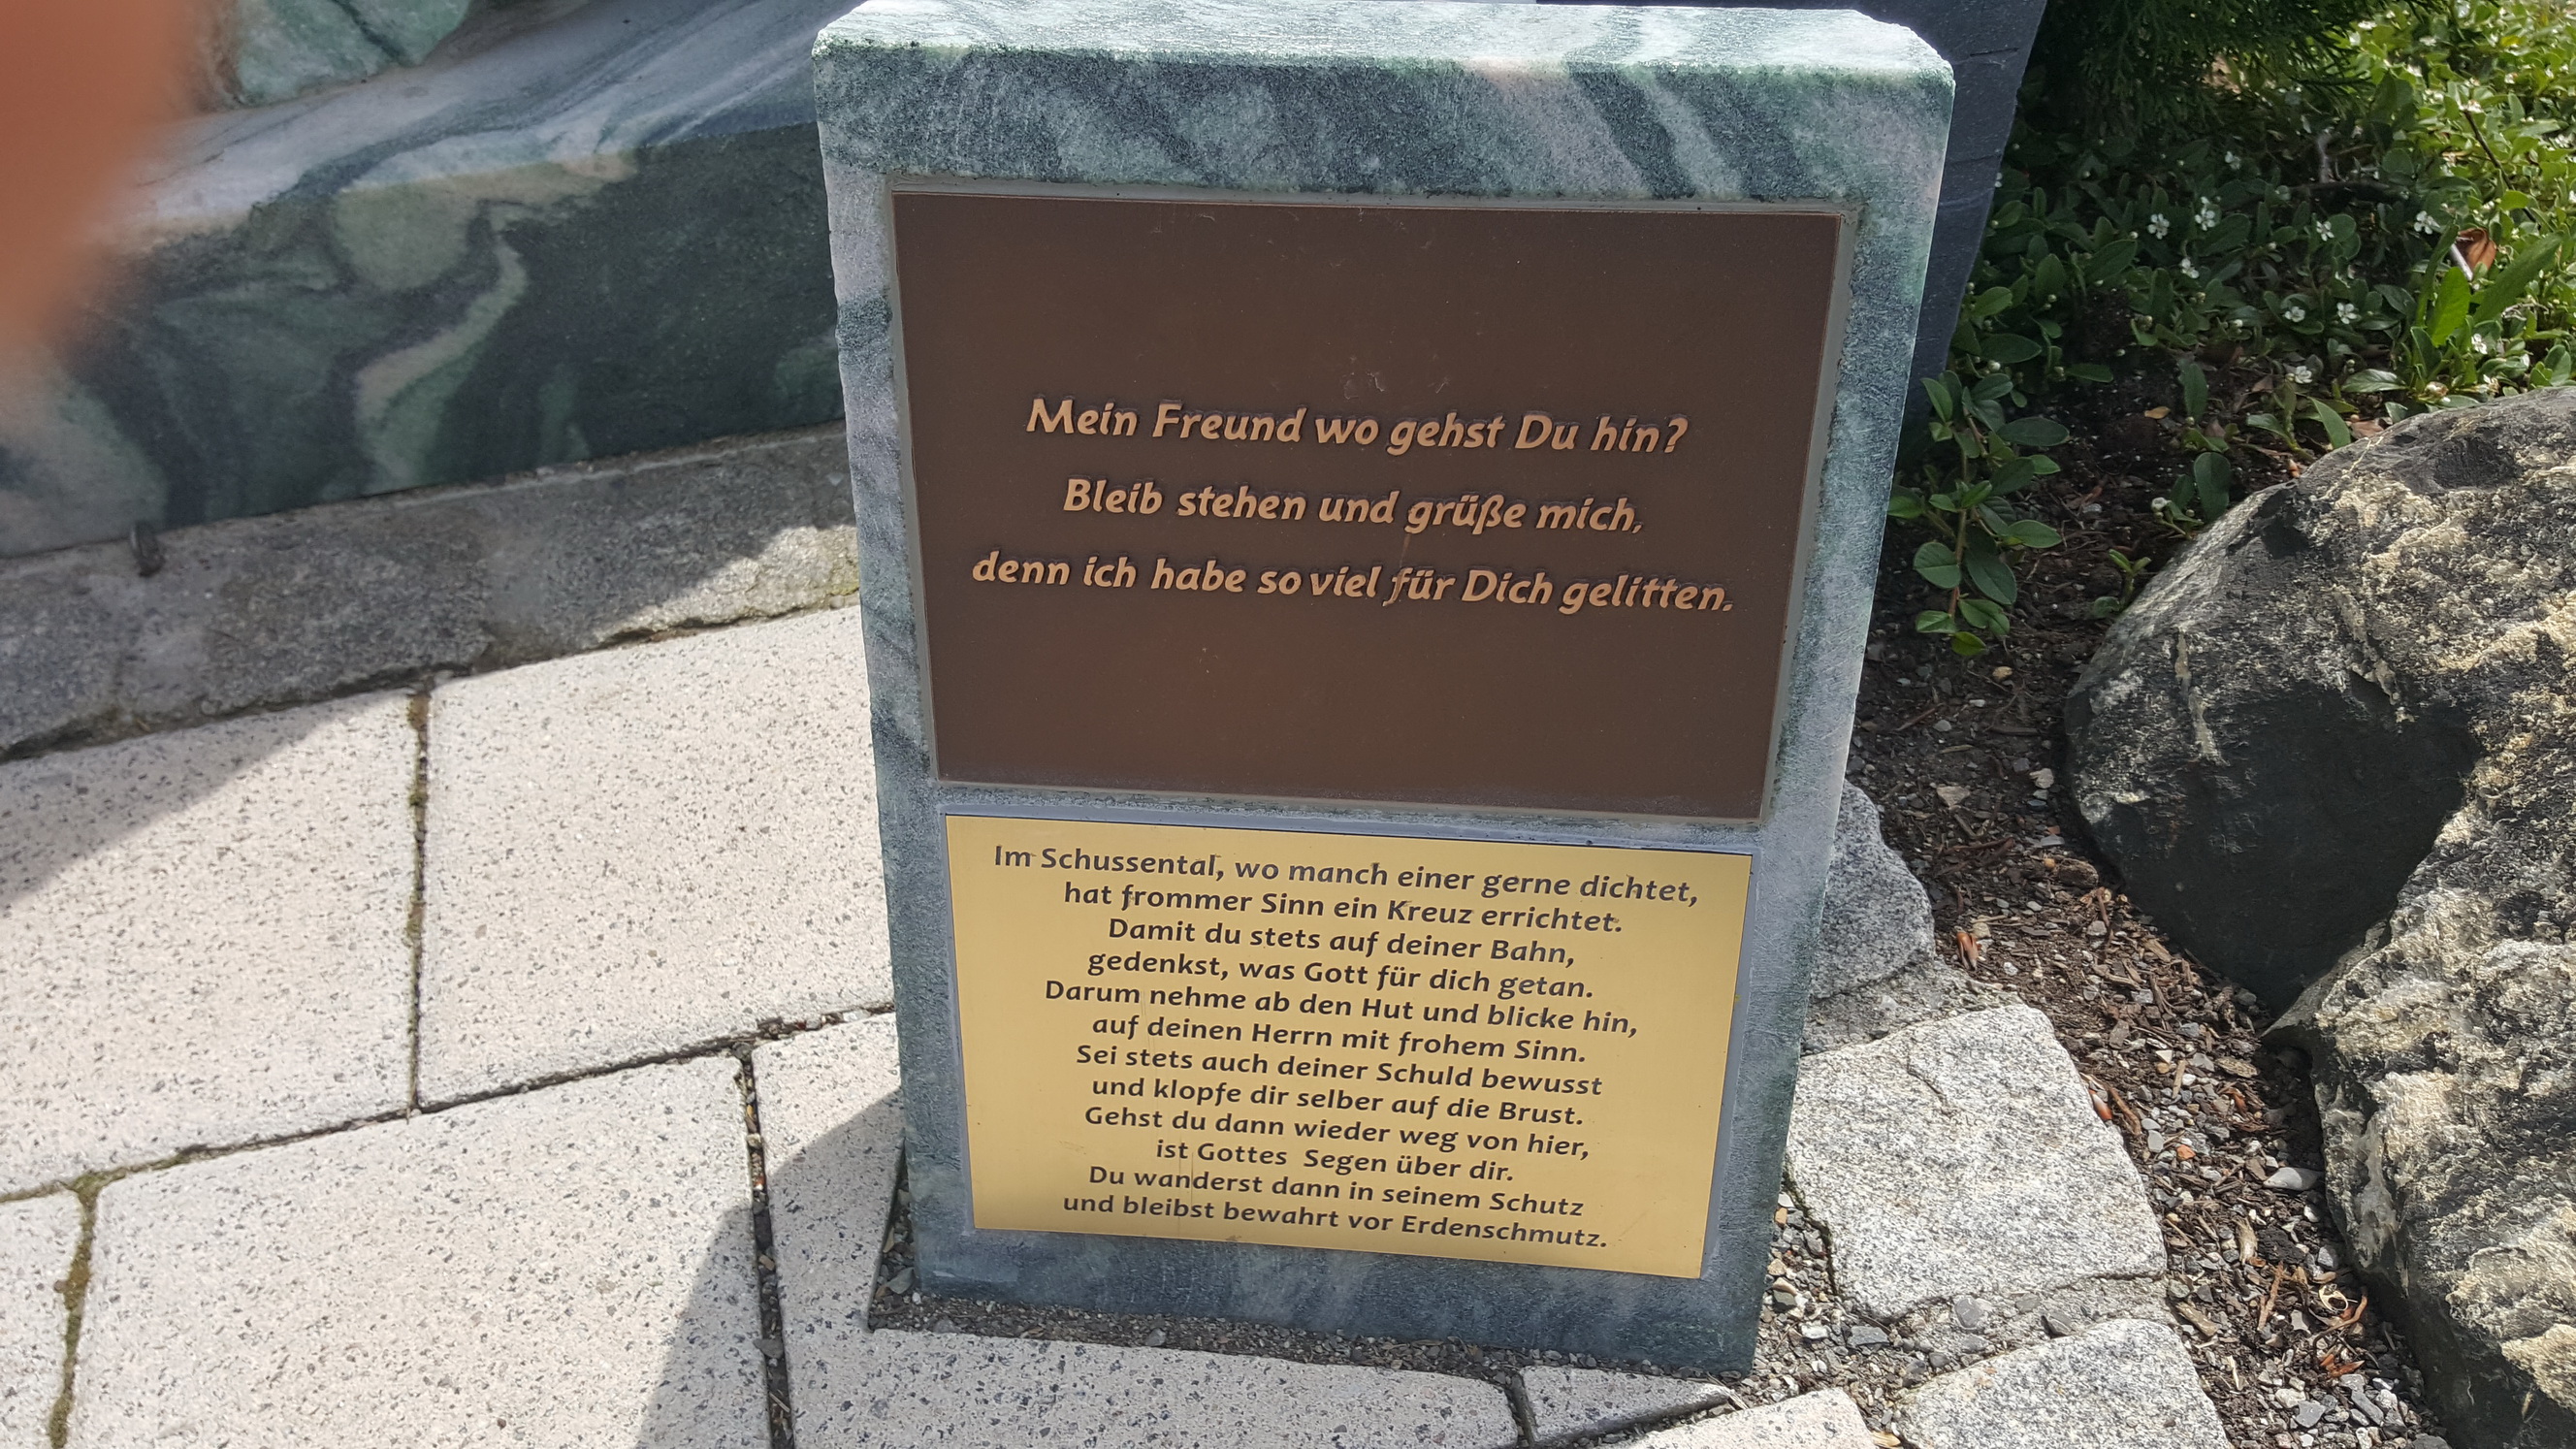 Mein Freund wo gehst Du hin?
Bleib stehen und grüße mich,
denn ich habe so viel für Dich gelitten.
Im Schussental, wo manch einer gerne dichtet,
hat frommer Sinn ein Kreuz errichtet.
Damit du stets auf deiner Bahn,
gedenkst, was Gott für dich getan.
Darum nehme ab den Hut und blicke hin,
auf deinen Herrn mit frohem Sinn.
Sei stets auch deiner Schuld bewusst
und klopfe dir selber auf die Brust.
Gehst du dann wieder weg von hier,
ist Gottes Segen über dir.
Du wanderst dann in seinem Schutz
und bleibst bewahrt vor Erdenschmutz.